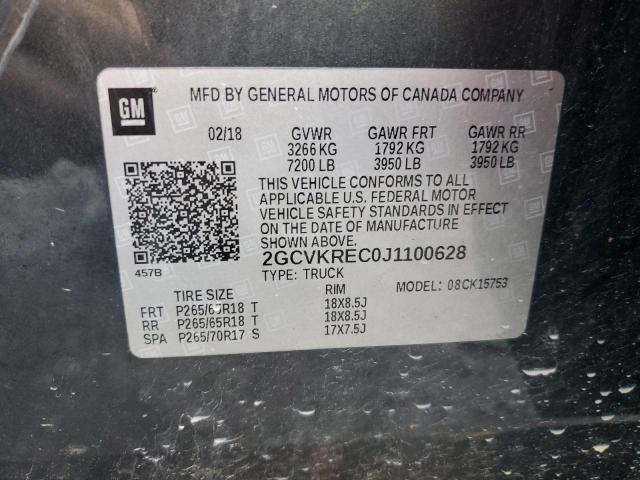 GM
MFD BY GENERAL MOTORS OF CANADA COMPANY
02/18 GVWR GAWR FRT GAWR RR
3266 KG 1792 KG 1792 KG
7200 LB 3950 LB 3950 LB
THIS VEHICLE CONFORMS TO ALL
APPLICABLE U.S. FEDERAL MOTOR
VEHICLE SAFETY STANDARDS IN EFFECT
ON THE DATE OF MANUFACTURE
SHOWN ABOVE.
457B
2GCVKREC0J1100628
TYPE: TRUCK MODEL: 08CK15753
TIRE SIZE RIM
FRT P265/65R18 T 18X8.5J
RR P265/65R18 T 18X8.5J
SPA P265/70R17 S 17X7.5J